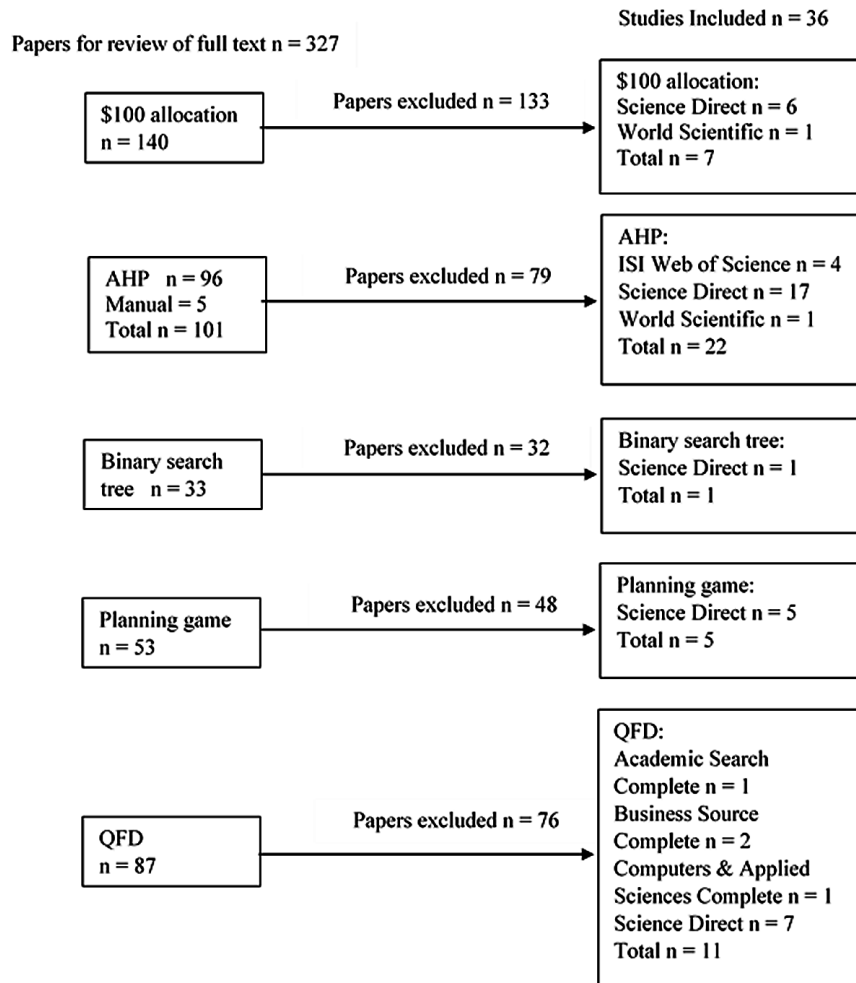 Studies Included n = 36
Papers for review of full text n = 327
$100 allocation
n = 140
Papers excluded n = 133
$100 allocation:
Science Direct n = 6
World Scientific n = 1
Total n = 7
AHP n = 96
Manual = 5
Total n = 101
Papers excluded n = 79
AHP:
ISI Web of Science n = 4
Science Direct n = 17
World Scientific n = 1
Total n = 22
Binary search
tree n = 33
Papers excluded n = 32
Binary search tree:
Science Direct n = 1
Total n = 1
Planning game
n = 53
Papers excluded n = 48
Planning game:
Science Direct n = 5
Total n = 5
QFD
n = 87
Papers excluded n = 76
QFD:
Academic Search
Complete n = 1
Business Source
Complete n = 2
Computers & Applied
Sciences Complete n = 1
Science Direct n = 7
Total n = 11